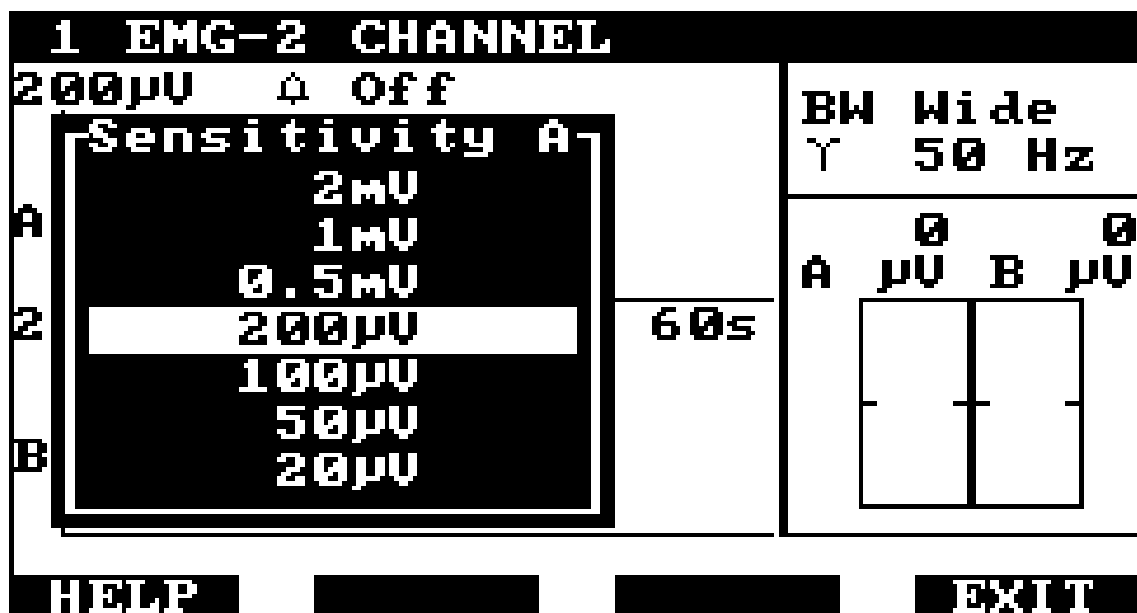 1 EMG-2 CHANNEL
200µV Off
BW Wide
50 Hz
Sensitivity A
2mV
1mV
0.5mV
200µV
100µV
50µV
20µV
A
2
B
60s
0 0
A µV B µV
HELP EXIT